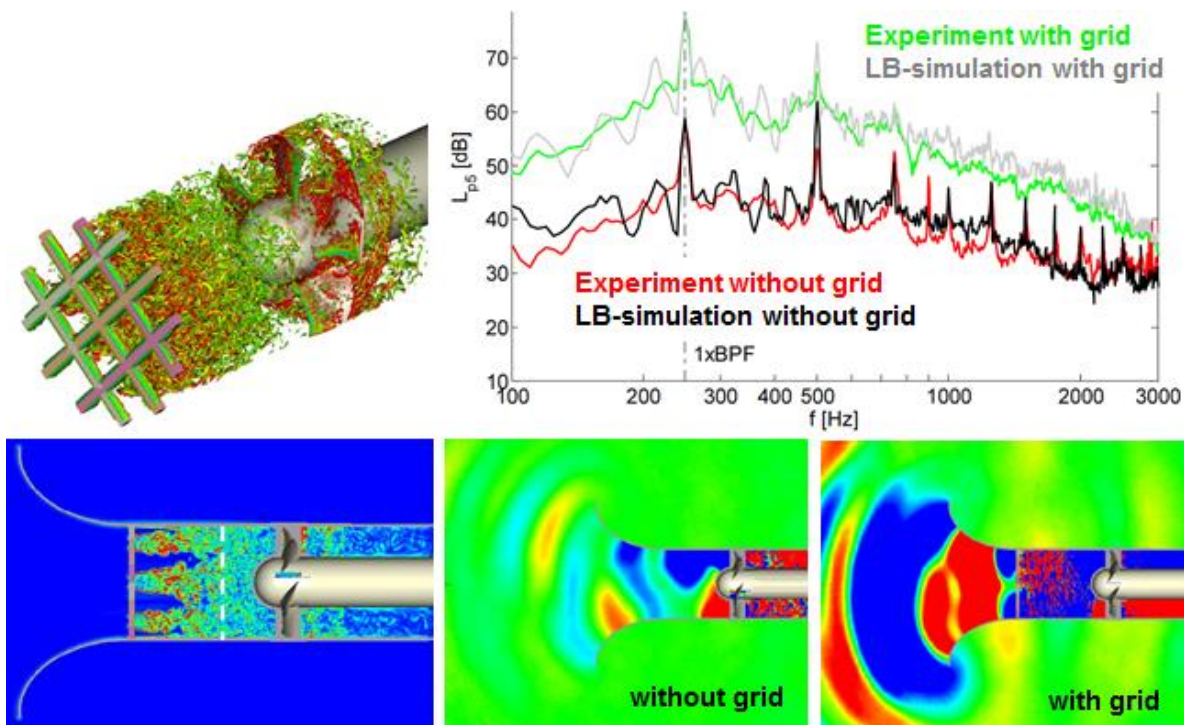 Experiment with grid
LB-simulation with grid
70
60
50
40
30
20
10
L_p5 [dB]
Experiment without grid
LB-simulation without grid
1xBPF
100 200 300 400 500 1000 2000 3000
f [Hz]
without grid
with grid